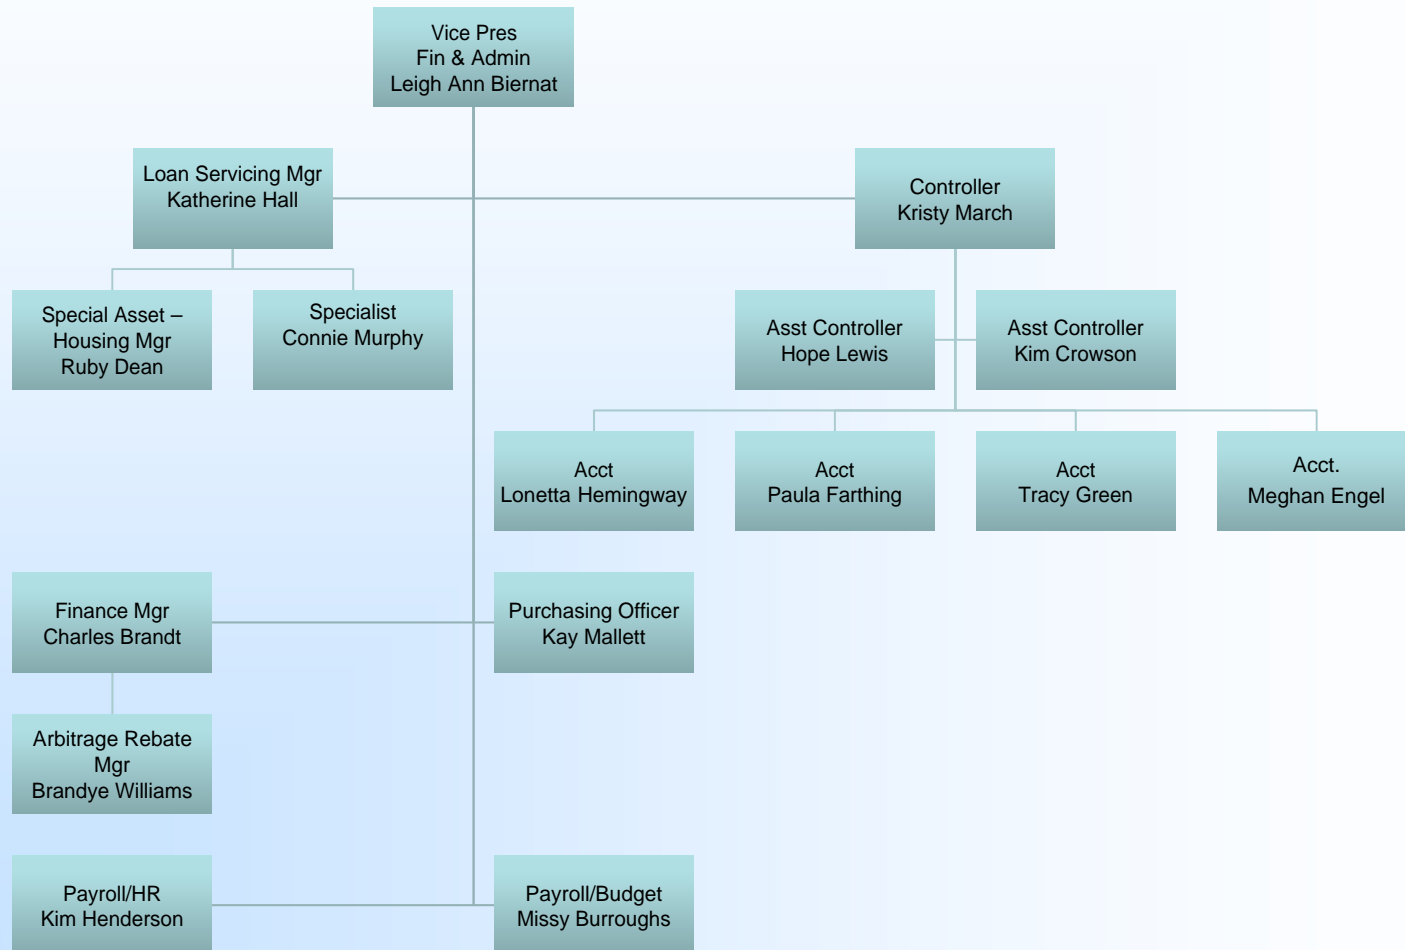 Vice Pres
Fin & Admin
Leigh Ann Biernat
Loan Servicing Mgr
Katherine Hall
Controller
Kristy March
Special Asset –
Housing Mgr
Ruby Dean
Specialist
Connie Murphy
Asst Controller
Hope Lewis
Asst Controller
Kim Crowson
Acct
Lonetta Hemingway
Acct
Paula Farthing
Acct
Tracy Green
Acct.
Meghan Engel
Finance Mgr
Charles Brandt
Purchasing Officer
Kay Mallett
Arbitrage Rebate
Mgr
Brandye Williams
Payroll/HR
Kim Henderson
Payroll/Budget
Missy Burroughs